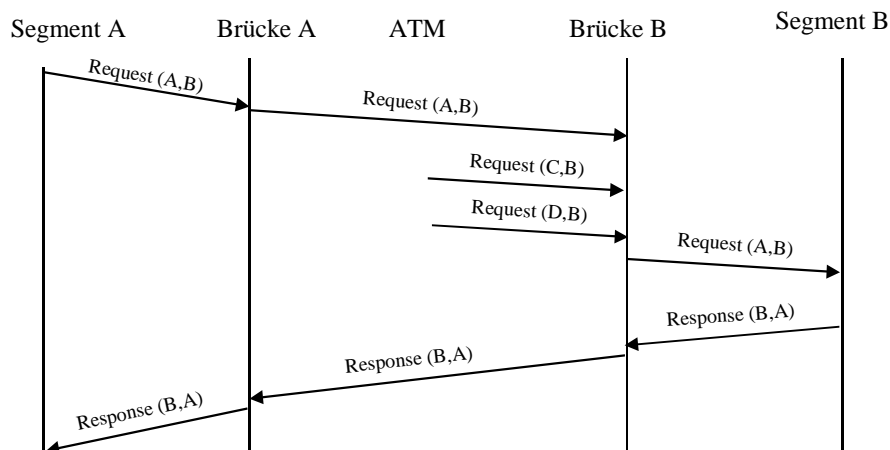 Segment A
Brücke A
ATM
Brücke B
Segment B
Request (A,B)
Request (A,B)
Request (C,B)
Request (D,B)
Request (A,B)
Response (B,A)
Response (B,A)
Response (B,A)